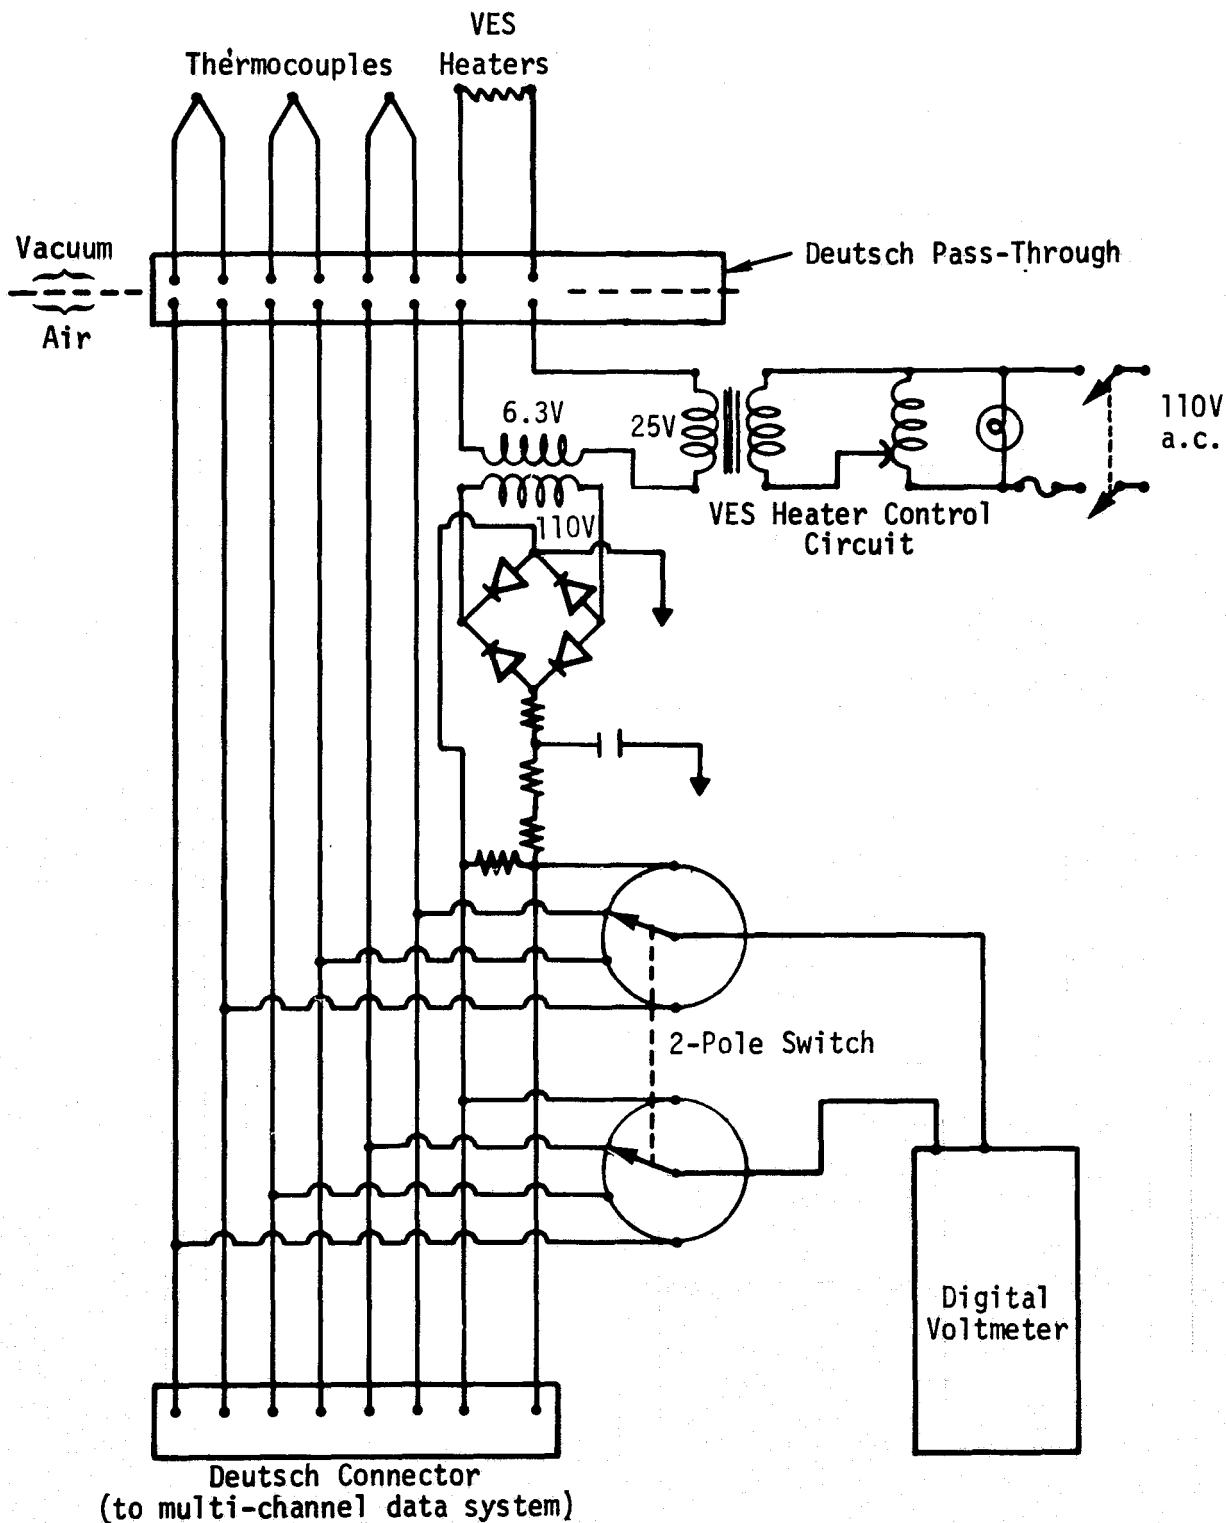 VES
Thermocouples Heaters
Vacuum
Deutsch Pass-Through
Air
6.3V
25V
110V
a.c.
110V
VES Heater Control
Circuit
2-Pole Switch
Digital
Voltmeter
Deutsch Connector
(to multi-channel data system)